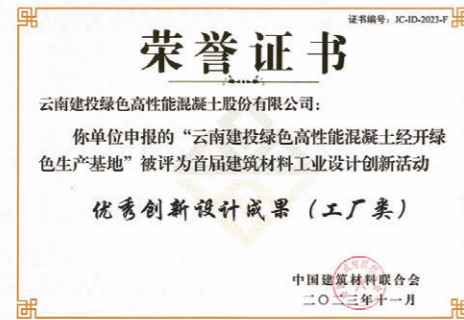 证书编号：JC-ID-2023-F
荣誉证书
云南建投绿色高性能混凝土股份有限公司：
你单位申报的“云南建投绿色高性能混凝土经开绿
色生产基地”被评为首届建筑材料工业设计创新活动
优秀创新设计成果（工厂类）
中国建筑材料联合会
二〇二三年十一月